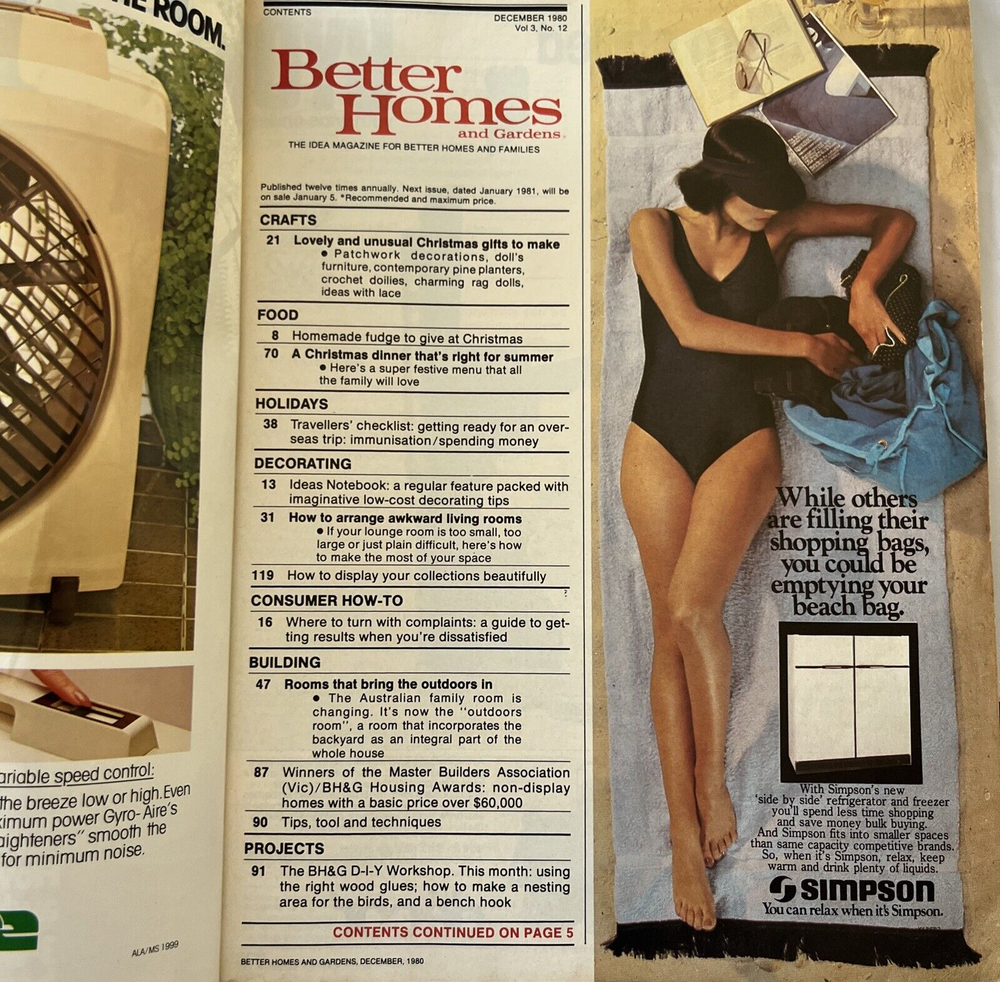 E ROOM.
ariable speed control:
the breeze low or high. Even
ximum power Gyro-Aire's
aighteners" smooth the
for minimum noise.
ALA/MS 1999
CONTENTS
DECEMBER 1980
Vol 3, No. 12
Better
Homes
and Gardens
THE IDEA MAGAZINE FOR BETTER HOMES AND FAMILIES
Published twelve times annually. Next issue, dated January 1981, will be
on sale January 5. *Recommended and maximum price.
CRAFTS
21 Lovely and unusual Christmas gifts to make
• Patchwork decorations, doll's
furniture, contemporary pine planters,
crochet doilies, charming rag dolls,
ideas with lace
FOOD
8 Homemade fudge to give at Christmas
70 A Christmas dinner that's right for summer
• Here's a super festive menu that all
the family will love
HOLIDAYS
38 Travellers' checklist: getting ready for an over-
seas trip: immunisation/spending money
DECORATING
13 Ideas Notebook: a regular feature packed with
imaginative low-cost decorating tips
31 How to arrange awkward living rooms
• If your lounge room is too small, too
large or just plain difficult, here's how
to make the most of your space
119 How to display your collections beautifully
CONSUMER HOW-TO
16 Where to turn with complaints: a guide to get-
ting results when you're dissatisfied
BUILDING
47 Rooms that bring the outdoors in
• The Australian family room is
changing. It's now the "outdoors
room", a room that incorporates the
backyard as an integral part of the
whole house
87 Winners of the Master Builders Association
(Vic)/BH&G Housing Awards: non-display
homes with a basic price over $60,000
90 Tips, tool and techniques
PROJECTS
91 The BH&G D-I-Y Workshop. This month: using
the right wood glues; how to make a nesting
area for the birds, and a bench hook
CONTENTS CONTINUED ON PAGE 5
BETTER HOMES AND GARDENS, DECEMBER, 1980
While others
are filling their
shopping bags,
you could be
emptying your
beach bag.
With Simpson's new
'side by side' refrigerator and freezer
you'll spend less time shopping
and save money bulk buying.
And Simpson fits into smaller spaces
than same capacity competitive brands.
So, when it's Simpson, relax, keep
warm and drink plenty of liquids.
SIMPSON
You can relax when it's Simpson.